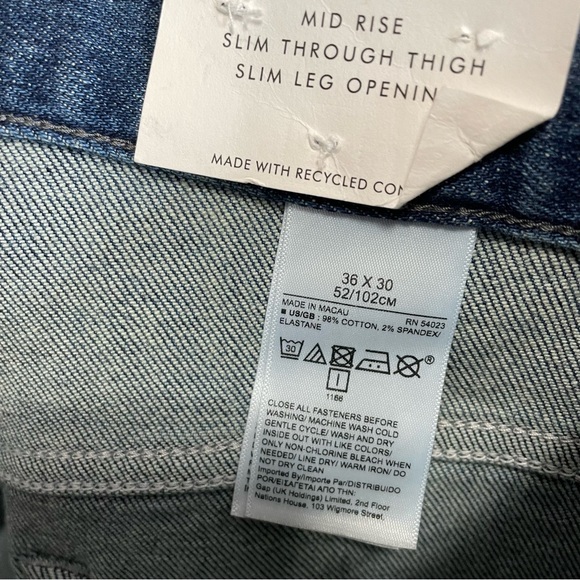 MID RISE
SLIM THROUGH THIGH
SLIM LEG OPENIN
MADE WITH RECYCLED CO
36 X 30
52/102CM
MADE IN MACAU RN 54023
■ US/GB : 98% COTTON, 2% SPANDEX/
ELASTANE
30 ®
1168
CLOSE ALL FASTENERS BEFORE
WASHING/ MACHINE WASH COLD
GENTLE CYCLE/ WASH AND DRY
INSIDE OUT WITH LIKE COLORS/
ONLY NON-CHLORINE BLEACH WHEN
NEEDED/ LINE DRY/ WARM IRON/ DO
NOT DRY CLEAN
Imported By/Importe Par/DISTRIBUIDO
POR/ΕΙΣΑΓΕΤΑΙ ΑΠΟ ΤΗΝ:
Gap (UK Holdings) Limited, 2nd Floor
Nations House, 103 Wigmore Street,